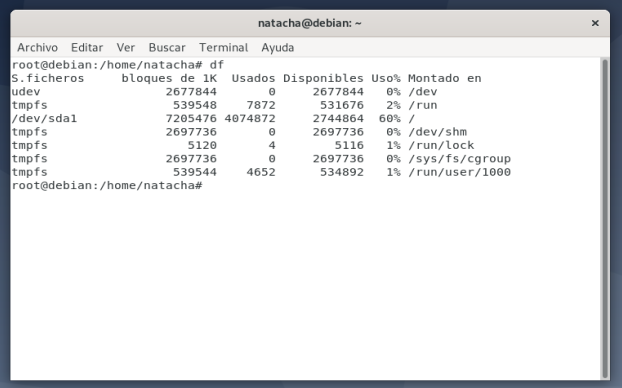 natacha@debian: ~
Archivo Editar Ver Buscar Terminal Ayuda
root@debian:/home/natacha# df
S.ficheros     bloques de 1K  Usados Disponibles Uso% Montado en
udev                 2677844       0     2677844   0% /dev
tmpfs                 539548    7872      531676   2% /run
/dev/sda1            7205476 4074872     2744864  60% /
tmpfs                2697736       0     2697736   0% /dev/shm
tmpfs                   5120       4        5116   1% /run/lock
tmpfs                2697736       0     2697736   0% /sys/fs/cgroup
tmpfs                 539544    4652      534892   1% /run/user/1000
root@debian:/home/natacha#